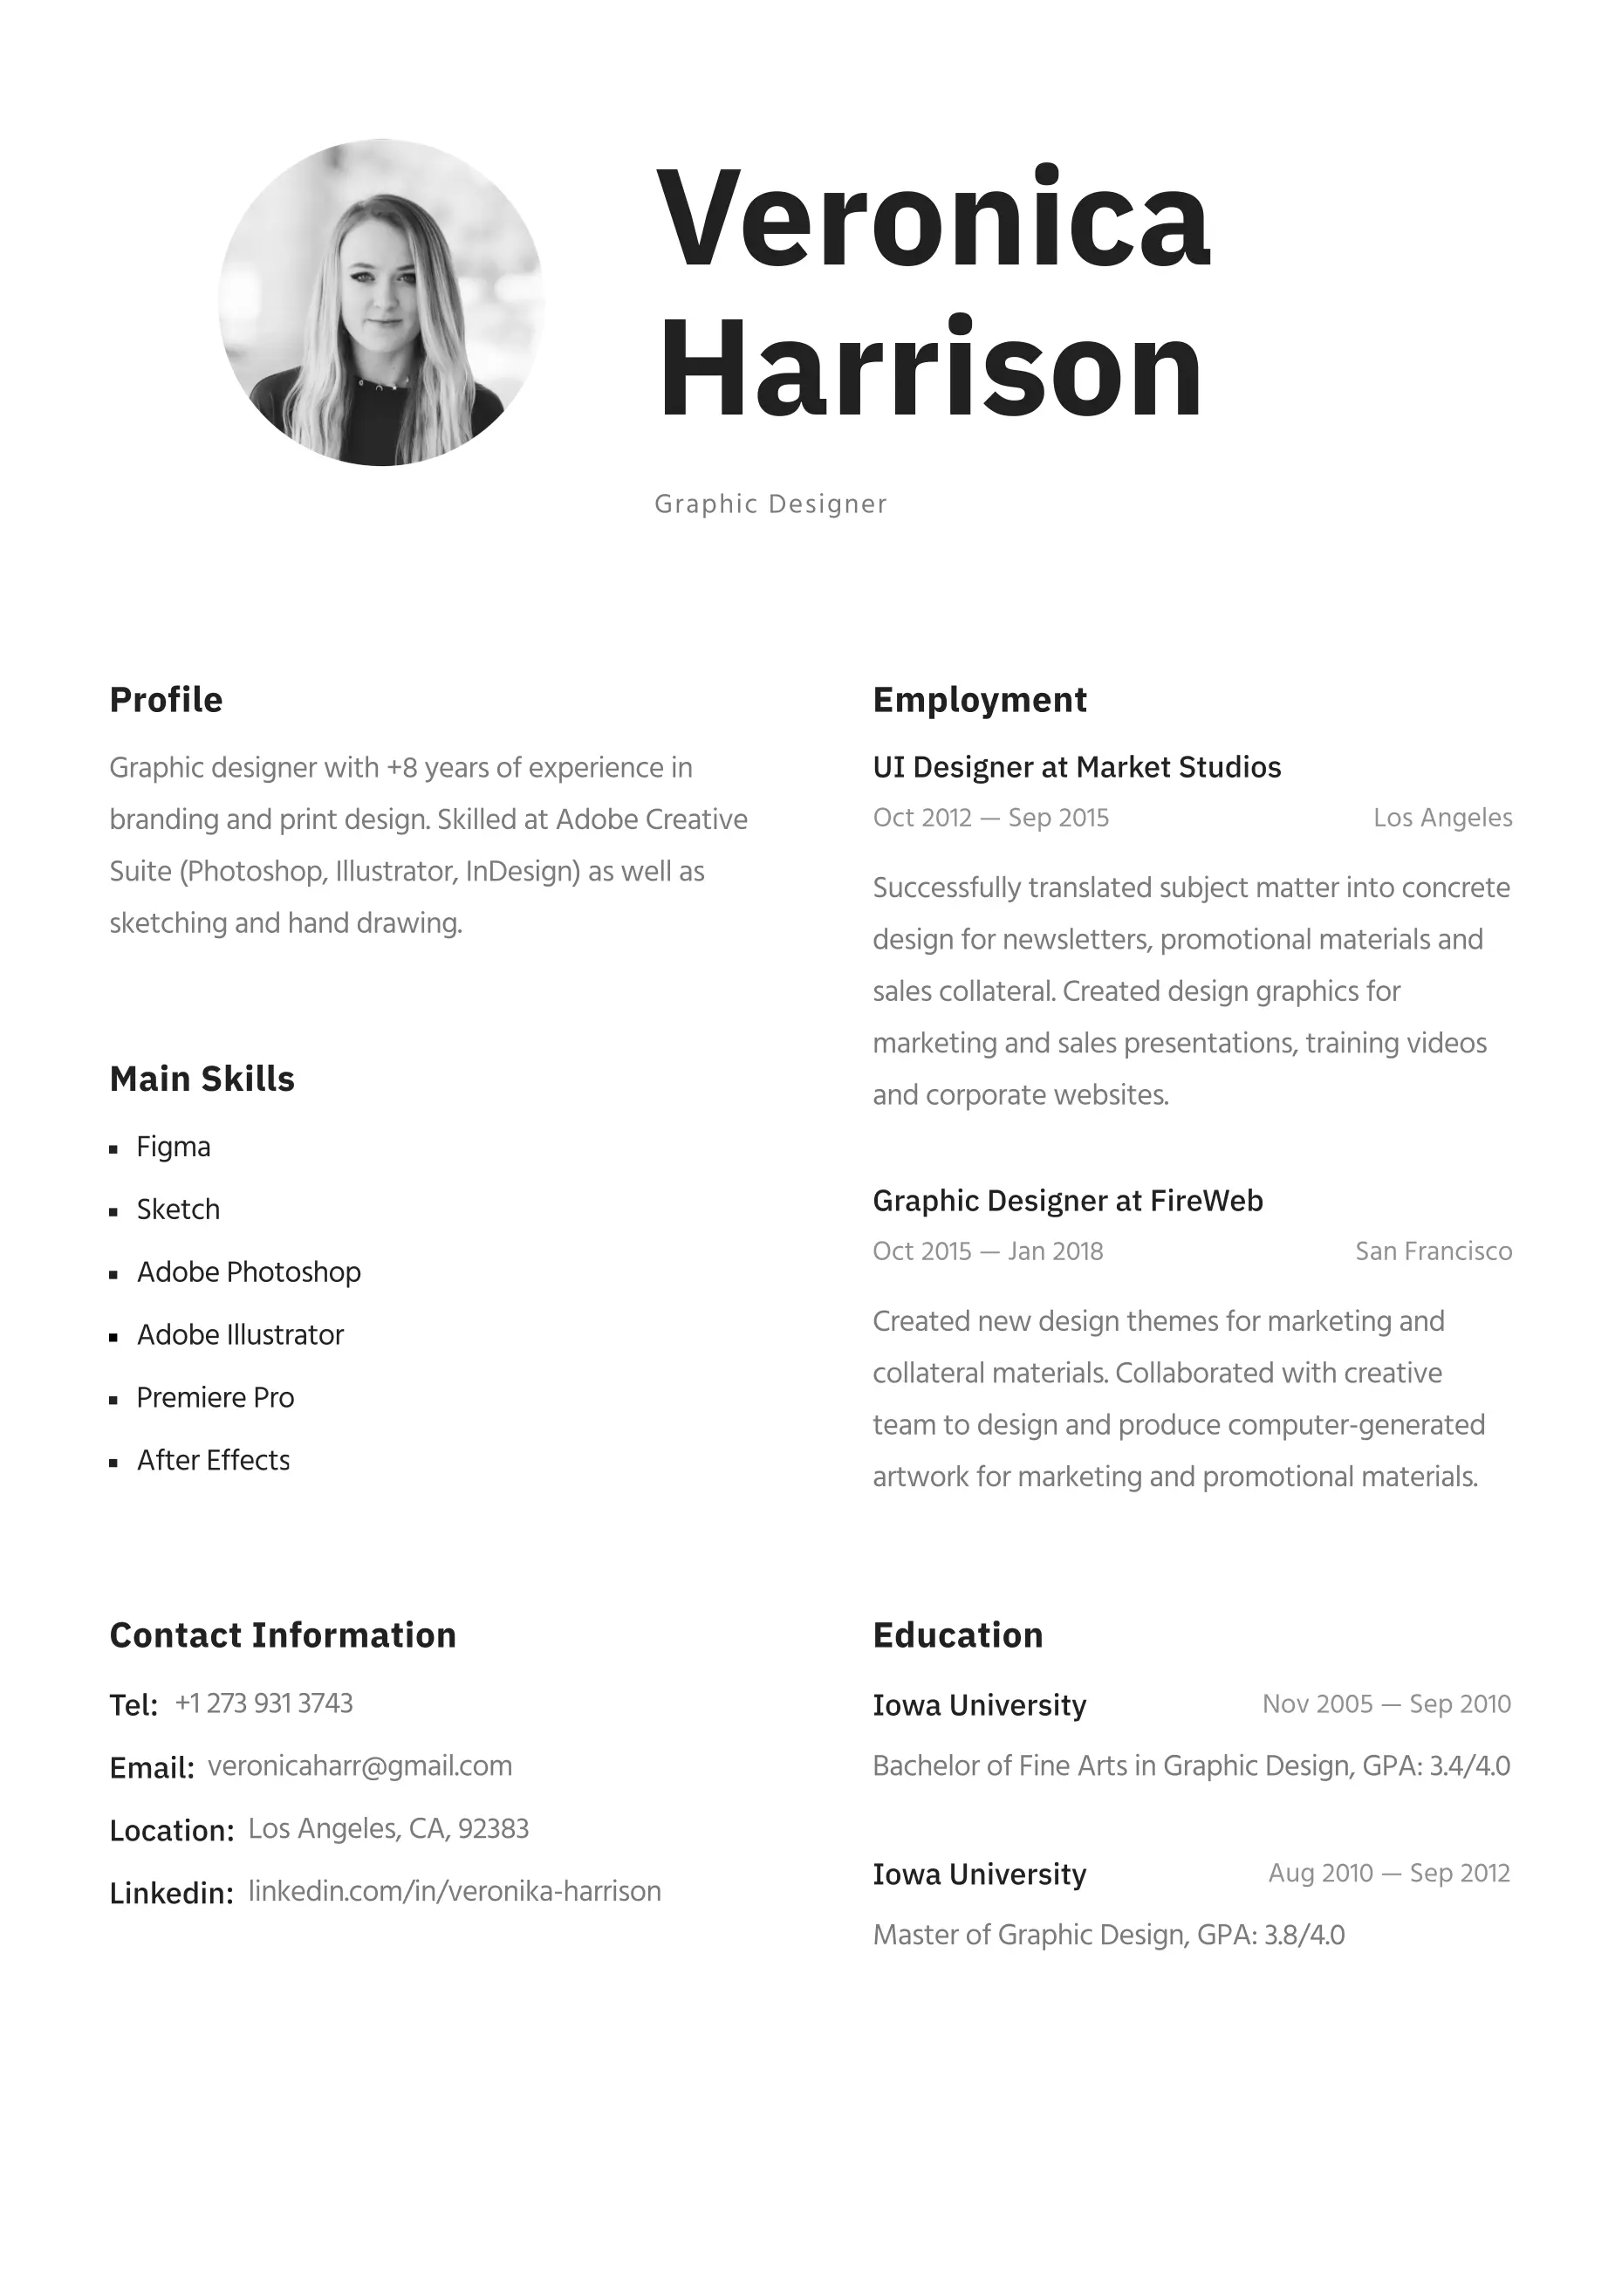 Veronica
Harrison
Graphic Designer
Profile
Graphic designer with +8 years of experience in
branding and print design. Skilled at Adobe Creative
Suite (Photoshop, Illustrator, InDesign) as well as
sketching and hand drawing.
Main Skills
Figma
Sketch
Adobe Photoshop
Adobe Illustrator
Premiere Pro
After Effects
Contact Information
Tel: +1 273 931 3743
Email: veronicaharr@gmail.com
Location: Los Angeles, CA, 92383
Linkedin: linkedin.com/in/veronika-harrison
Employment
UI Designer at Market Studios
Oct 2012 — Sep 2015 Los Angeles
Successfully translated subject matter into concrete
design for newsletters, promotional materials and
sales collateral. Created design graphics for
marketing and sales presentations, training videos
and corporate websites.
Graphic Designer at FireWeb
Oct 2015 — Jan 2018 San Francisco
Created new design themes for marketing and
collateral materials. Collaborated with creative
team to design and produce computer-generated
artwork for marketing and promotional materials.
Education
Iowa University Nov 2005 — Sep 2010
Bachelor of Fine Arts in Graphic Design, GPA: 3.4/4.0
Iowa University Aug 2010 — Sep 2012
Master of Graphic Design, GPA: 3.8/4.0